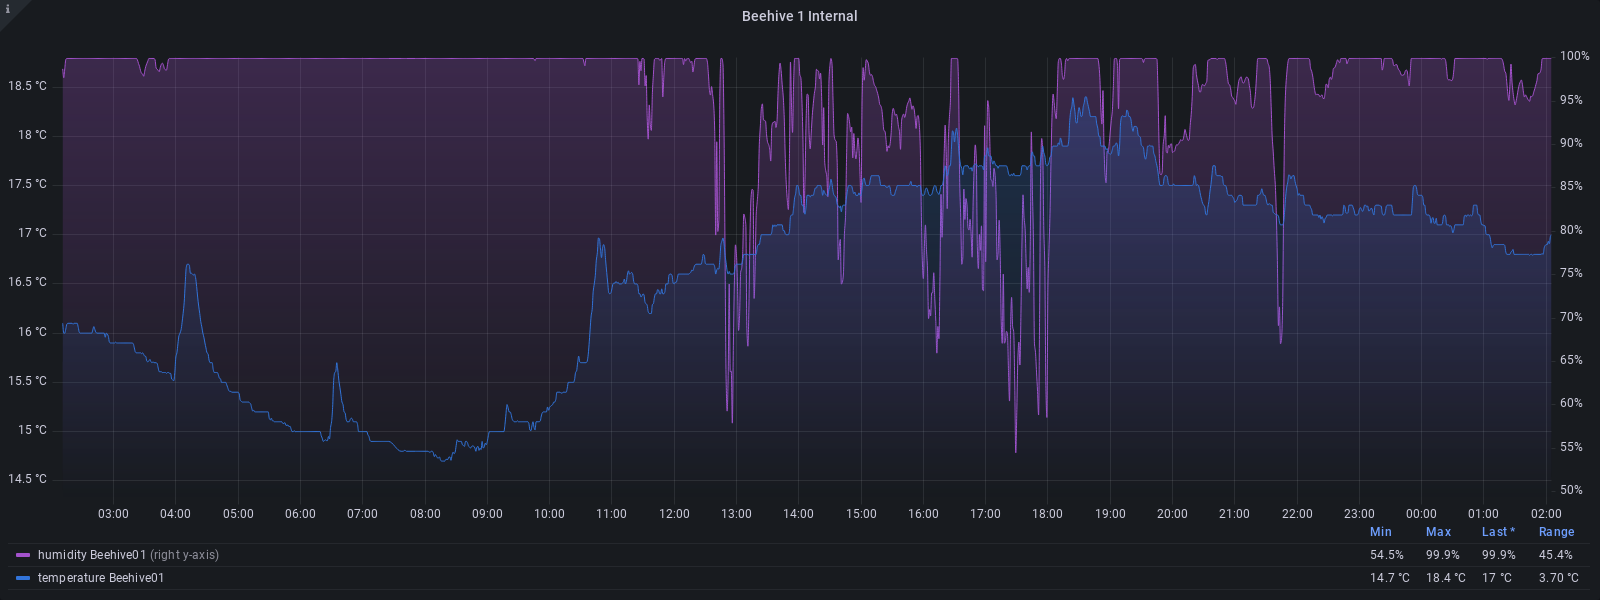 i
Beehive 1 Internal
18.5 °C
18 °C
17.5 °C
17 °C
16.5 °C
16 °C
15.5 °C
15 °C
14.5 °C
100%
95%
90%
85%
80%
75%
70%
65%
60%
55%
50%
03:00 04:00 05:00 06:00 07:00 08:00 09:00 10:00 11:00 12:00 13:00 14:00 15:00 16:00 17:00 18:00 19:00 20:00 21:00 22:00 23:00 00:00 01:00 02:00
Min Max Last * Range
humidity Beehive01 (right y-axis) 54.5% 99.9% 99.9% 45.4%
temperature Beehive01 14.7 °C 18.4 °C 17 °C 3.70 °C